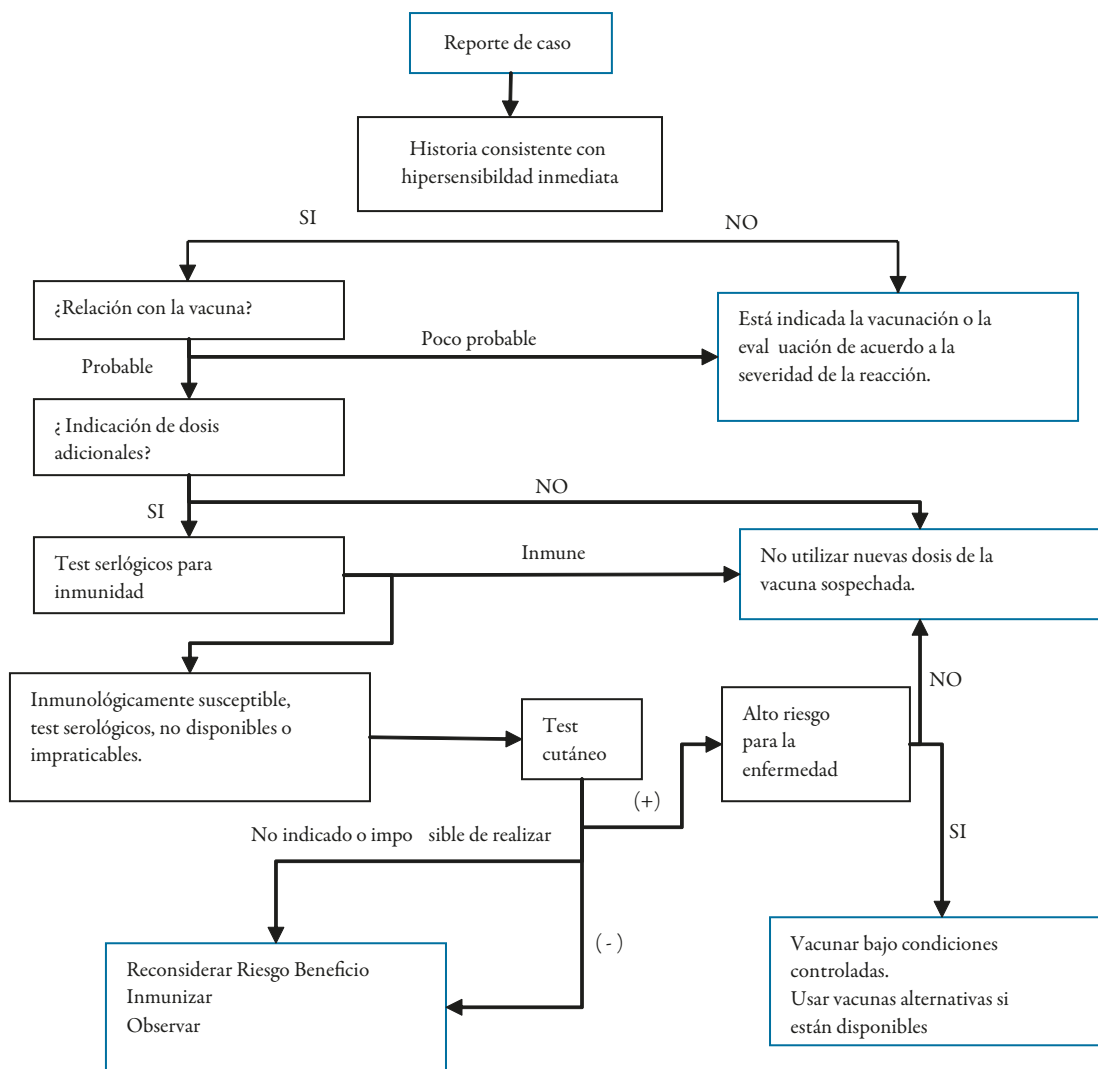 Reporte de caso
Historia consistente con
hipersensibildad inmediata
SI
NO
¿Relación con la vacuna?
Está indicada la vacunación o la
eval uación de acuerdo a la
severidad de la reacción.
Poco probable
Probable
¿ Indicación de dosis
adicionales?
NO
SI
Test serlógicos para
inmunidad
Inmune
No utilizar nuevas dosis de la
vacuna sospechada.
Inmunológicamente susceptible,
test serológicos, no disponibles o
impraticables.
Test
cutáneo
Alto riesgo
para la
enfermedad
NO
(+)
No indicado o impo sible de realizar
SI
(-)
Reconsiderar Riesgo Beneficio
Inmunizar
Observar
Vacunar bajo condiciones
controladas.
Usar vacunas alternativas si
están disponibles